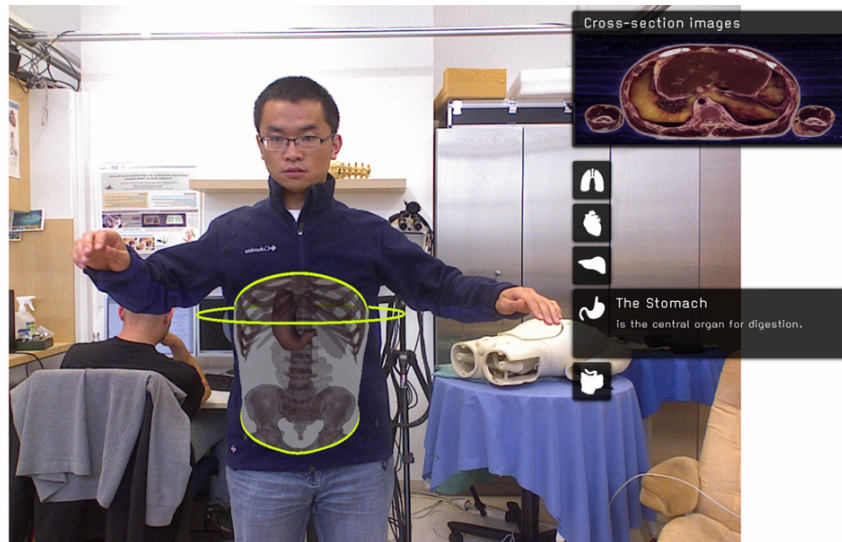 Cross-section images
Columbia
The Stomach
is the central organ for digestion.